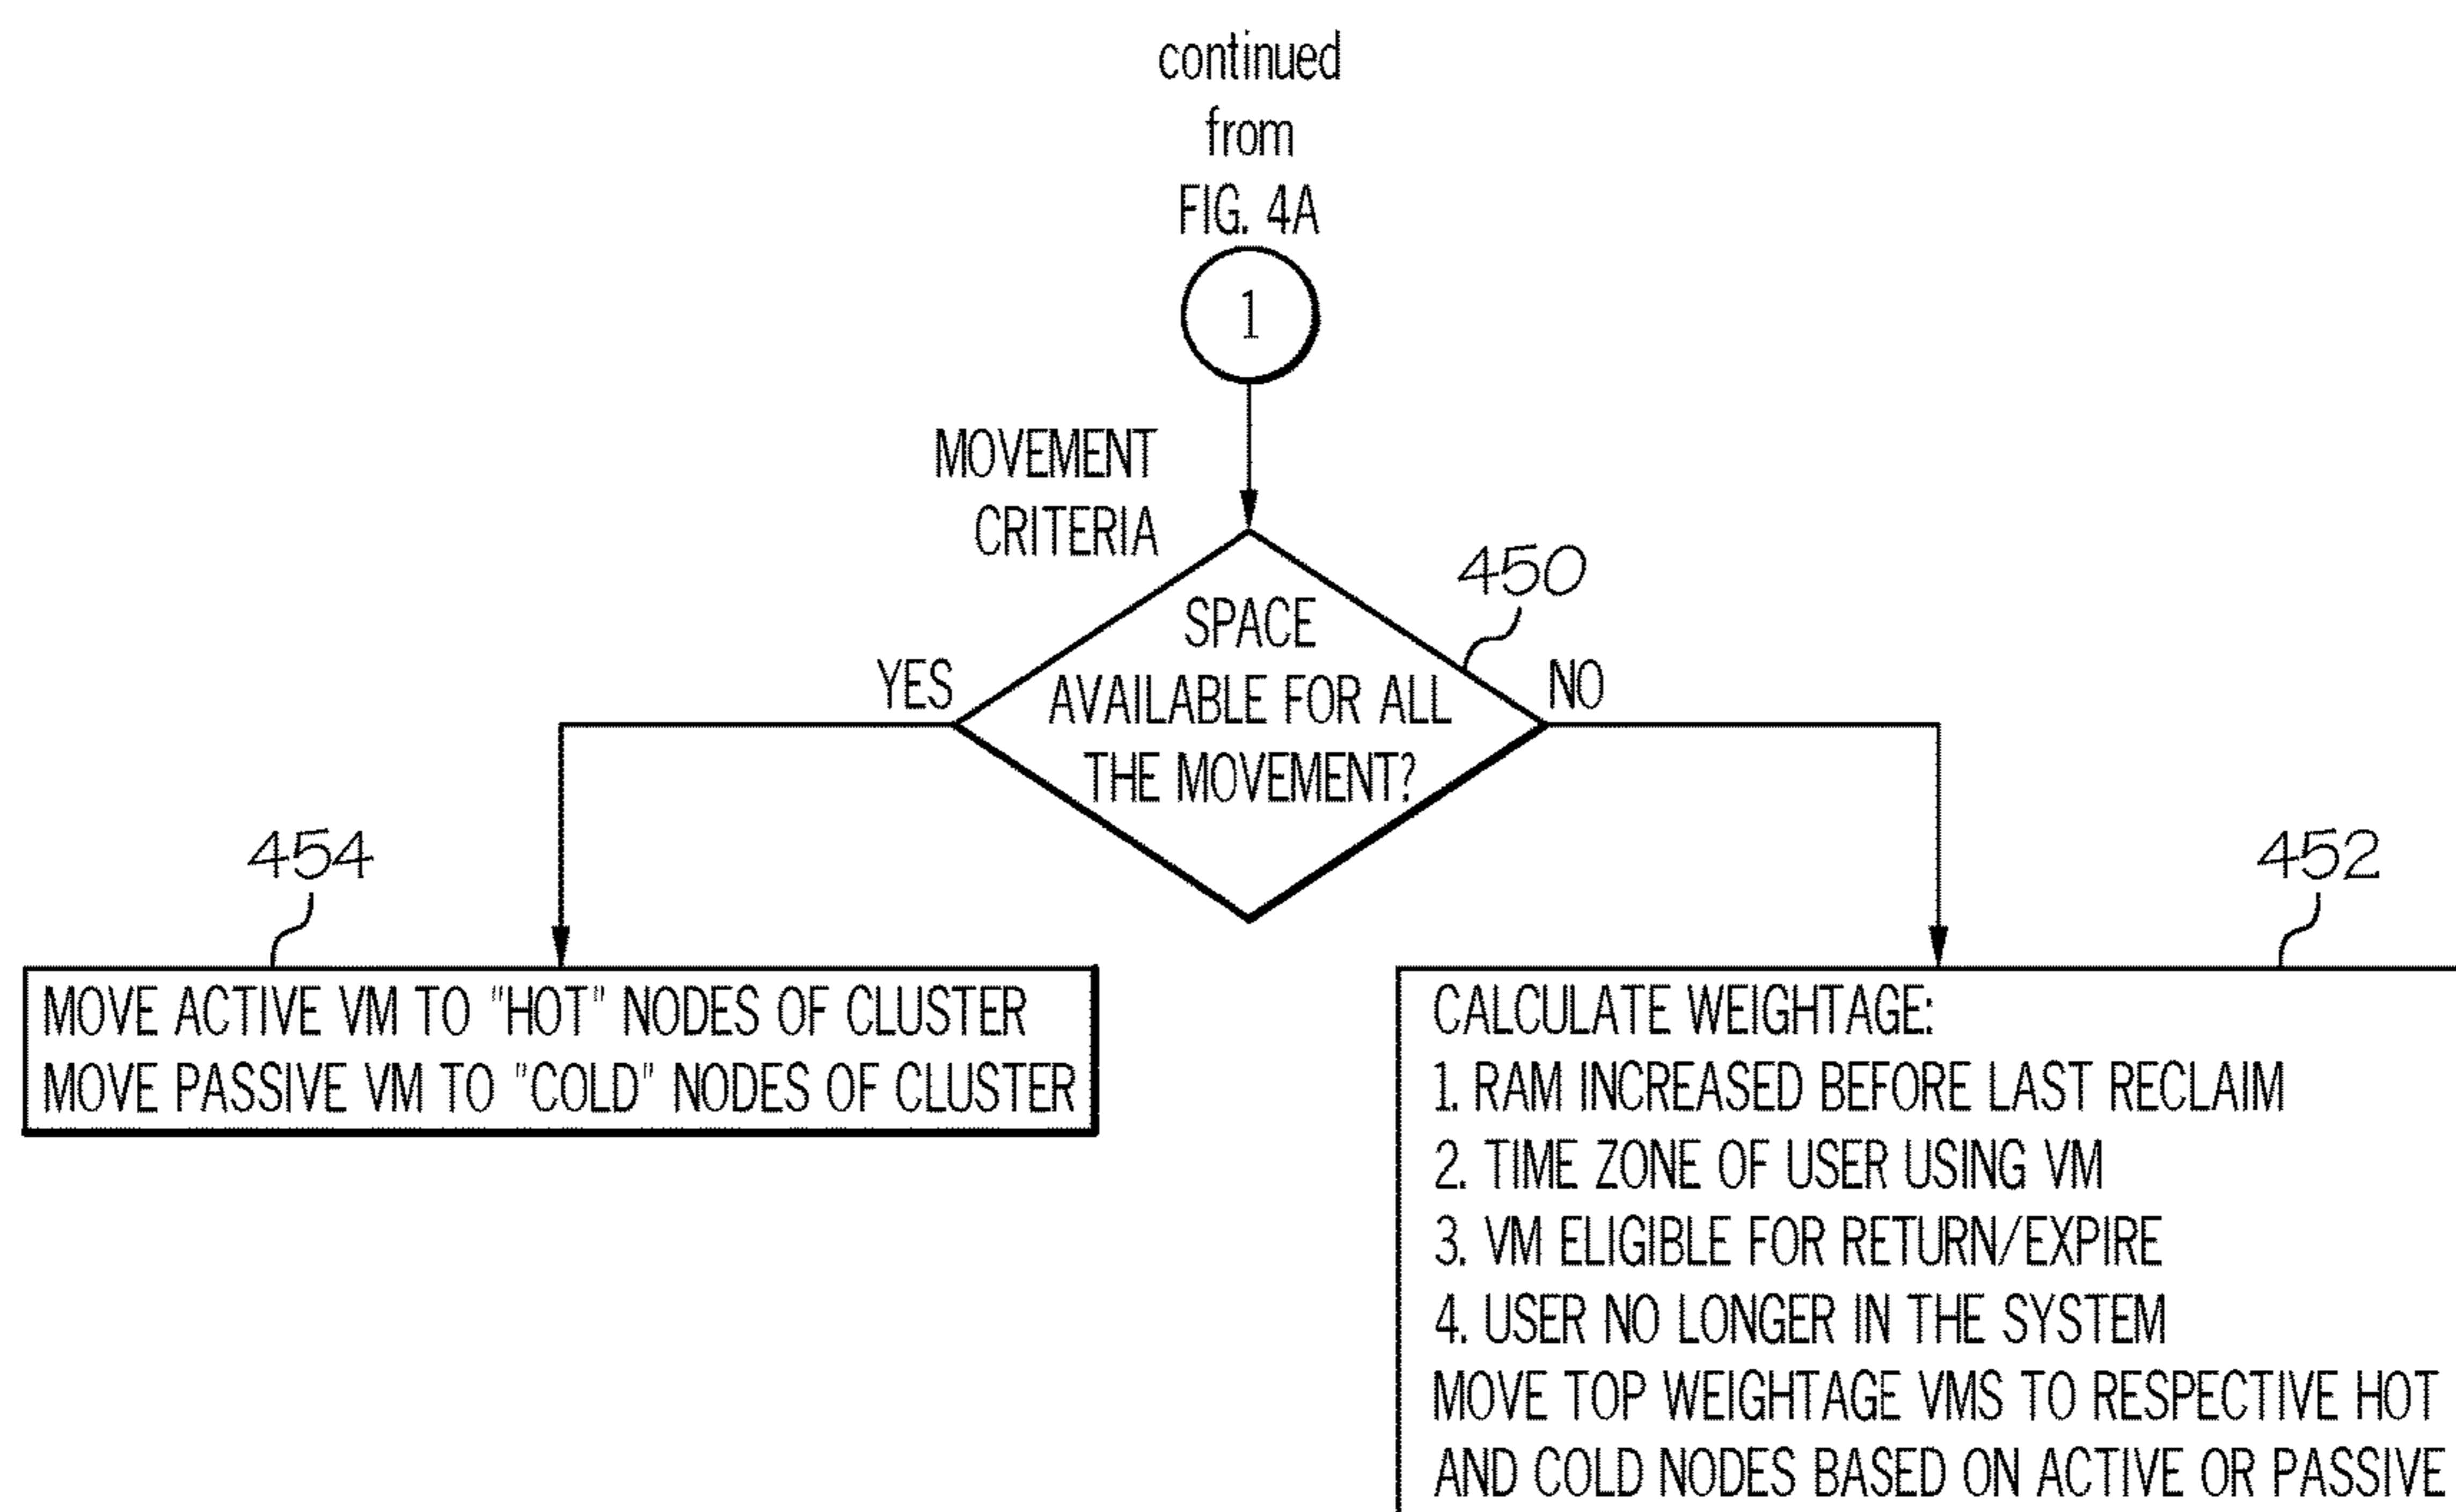 continued
from
FIG. 4A
1
MOVEMENT
CRITERIA
450
SPACE
AVAILABLE FOR ALL
THE MOVEMENT?
YES
NO
454
MOVE ACTIVE VM TO "HOT" NODES OF CLUSTER
MOVE PASSIVE VM TO "COLD" NODES OF CLUSTER
452
CALCULATE WEIGHTAGE:
1. RAM INCREASED BEFORE LAST RECLAIM
2. TIME ZONE OF USER USING VM
3. VM ELIGIBLE FOR RETURN/EXPIRE
4. USER NO LONGER IN THE SYSTEM
MOVE TOP WEIGHTAGE VMS TO RESPECTIVE HOT
AND COLD NODES BASED ON ACTIVE OR PASSIVE